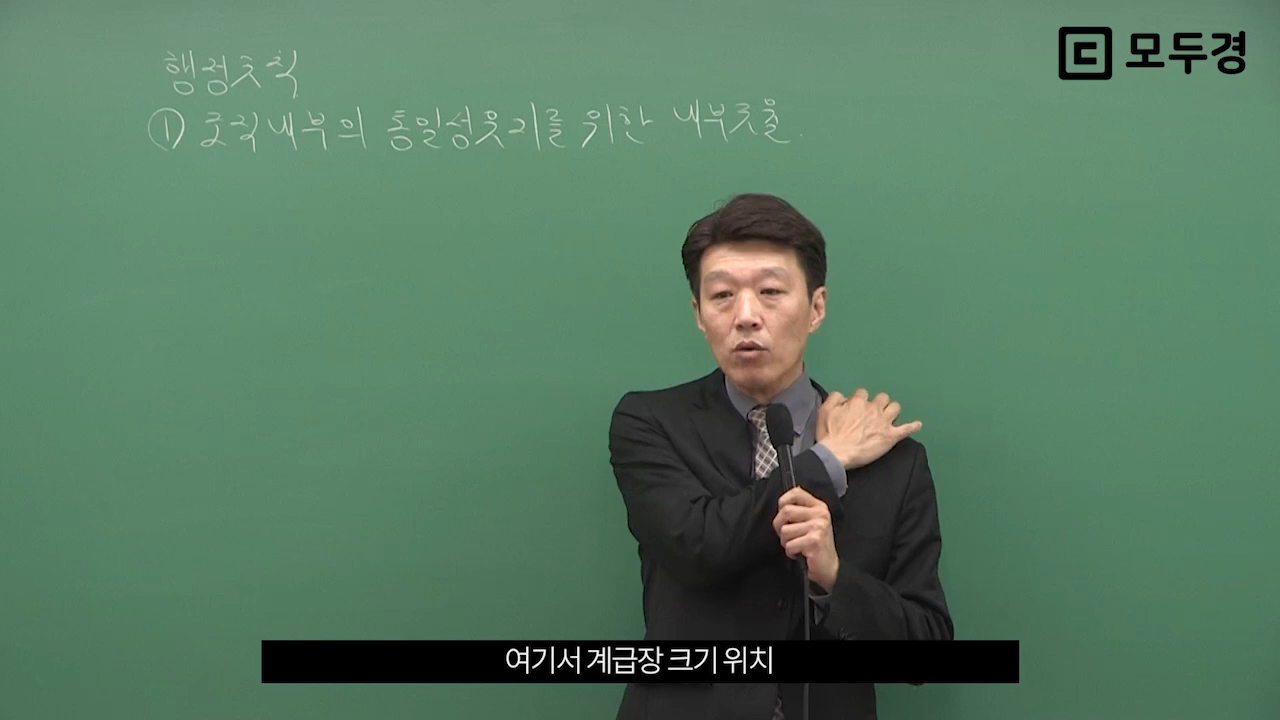 모두경
행정규칙
① 조직내부의 통일성유지를 위한 내부규율.
여기서 계급장 크기 위치